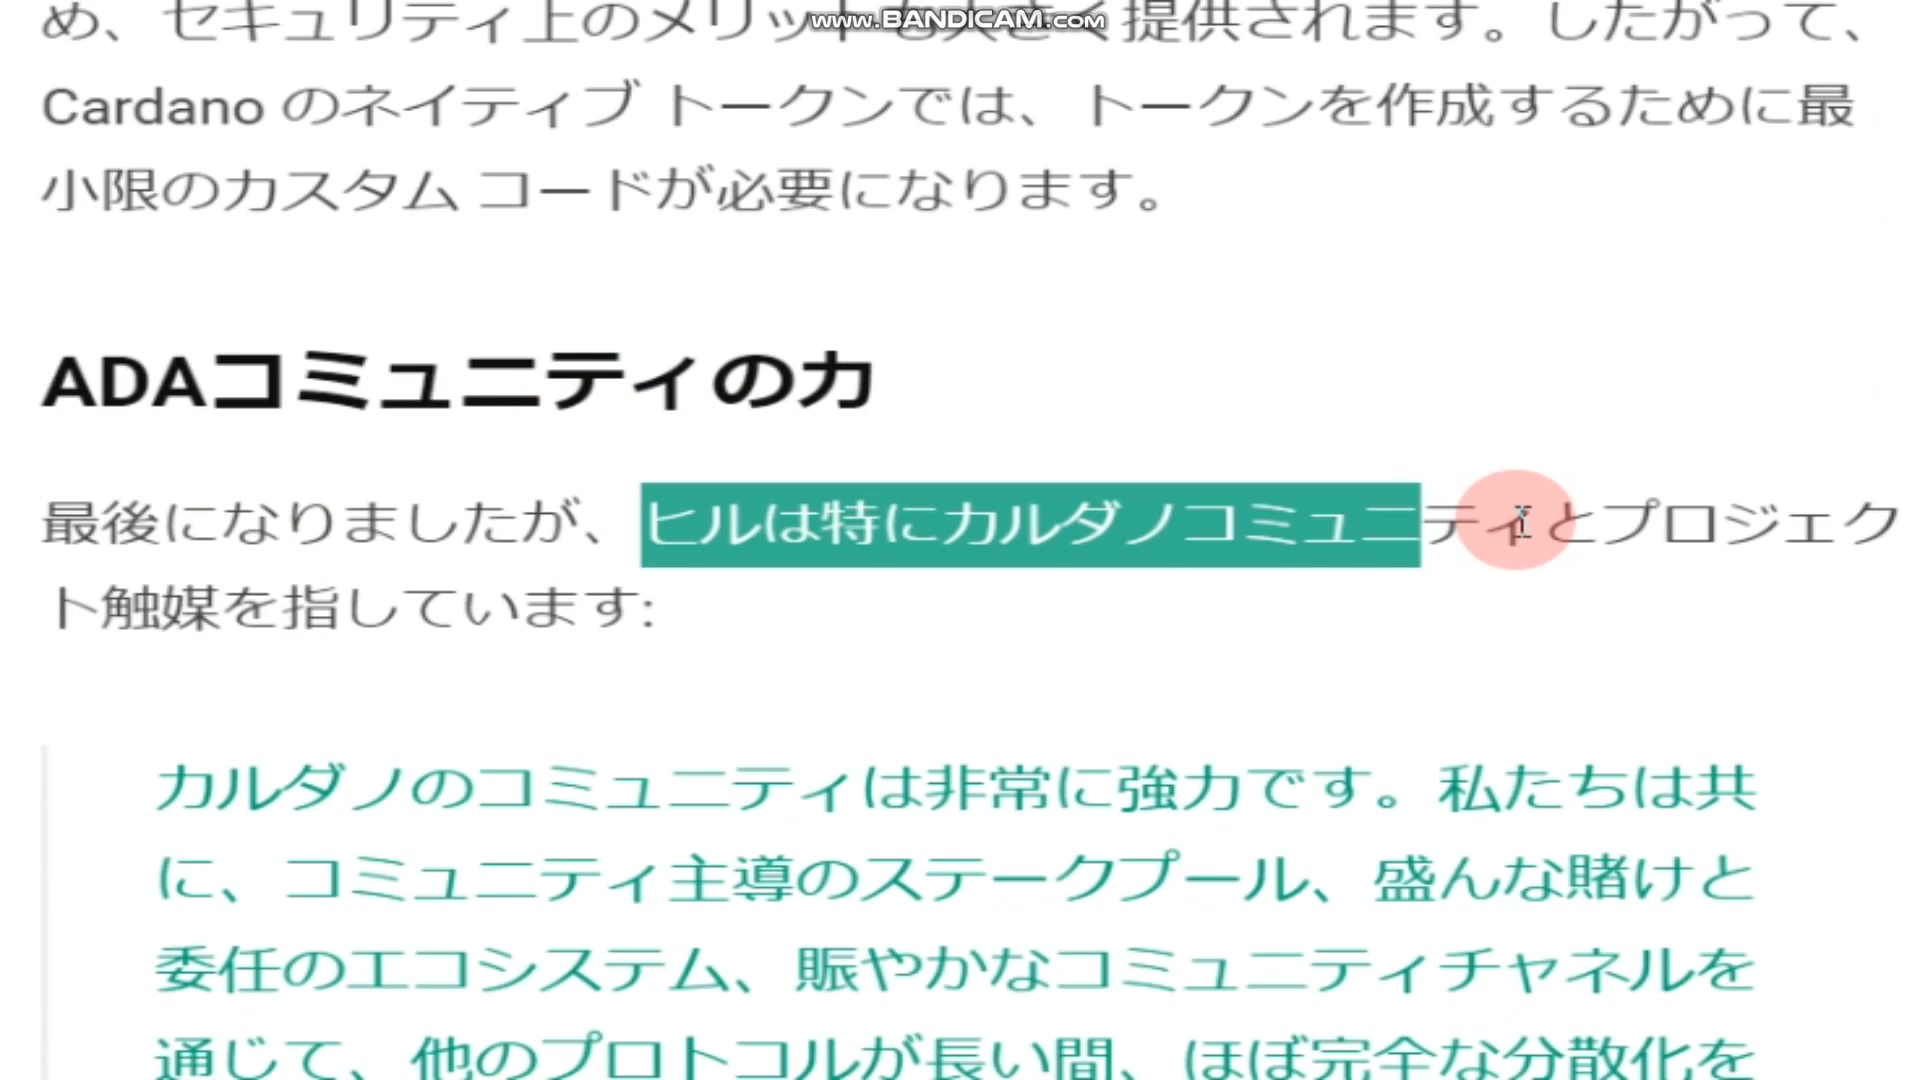 www.BANDICAM.com
め、セキュリティ上のメリットも大きく提供されます。したがって、
Cardano のネイティブ トークンでは、トークンを作成するために最
小限のカスタム コードが必要になります。
ADAコミュニティの力
最後になりましたが、ヒルは特にカルダノコミュニティとプロジェク
ト触媒を指しています:
カルダノのコミュニティは非常に強力です。私たちは共
に、コミュニティ主導のステークプール、盛んな賭けと
委任のエコシステム、賑やかなコミュニティチャネルを
通じて、他のプロトコルが長い間、ほぼ完全な分散化を